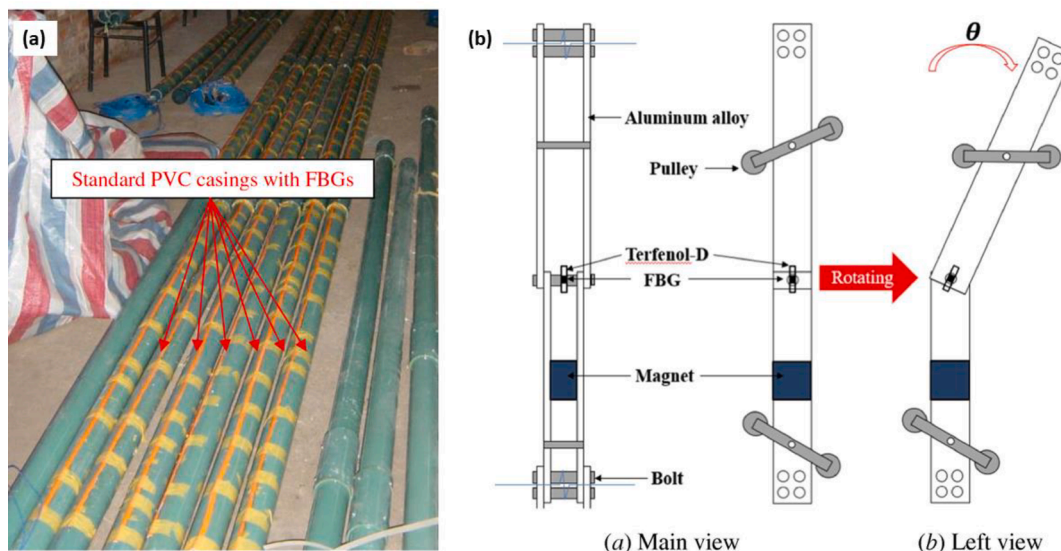 (a)
Standard PVC casings with FBGs
(b)
θ
Aluminum alloy
Pulley
Terfenol-D
FBG
Rotating
Magnet
Bolt
(a) Main view
(b) Left view